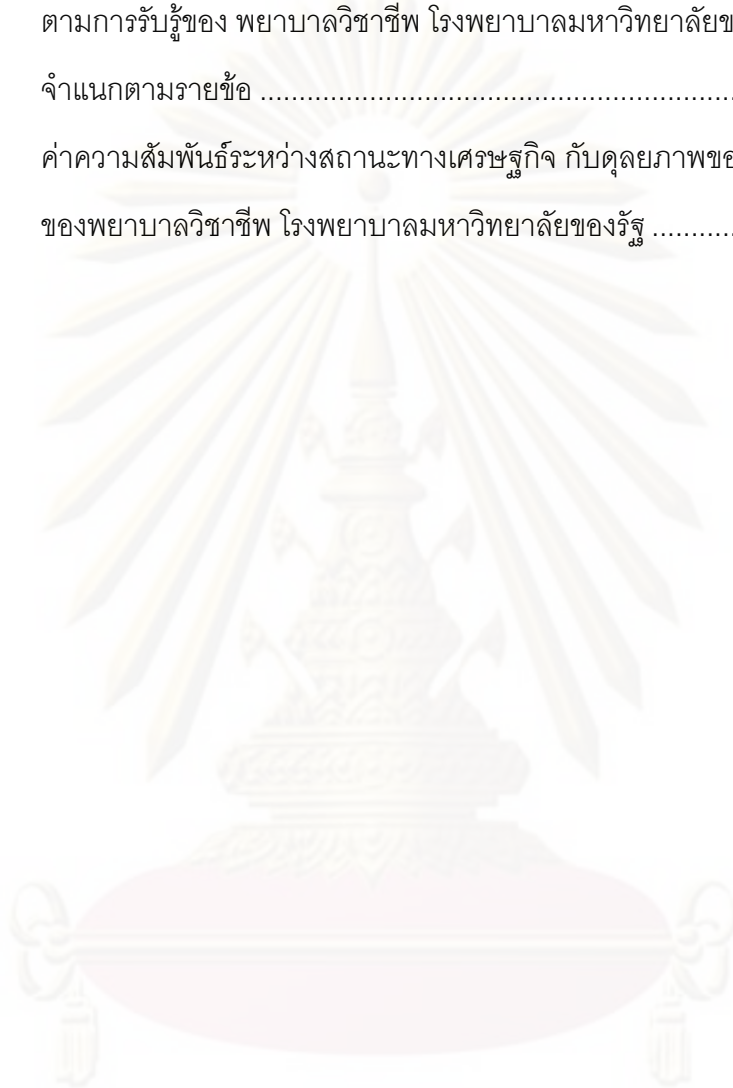 ตามการรับรู้ของ พยาบาลวิชาชีพ โรงพยาบาลมหาวิทยาลัยข
จำแนกตามรายข้อ ..............................................................
ค่าความสัมพันธ์ระหว่างสถานะทางเศรษฐกิจ กับดุลยภาพขอ
ของพยาบาลวิชาชีพ โรงพยาบาลมหาวิทยาลัยของรัฐ ...........